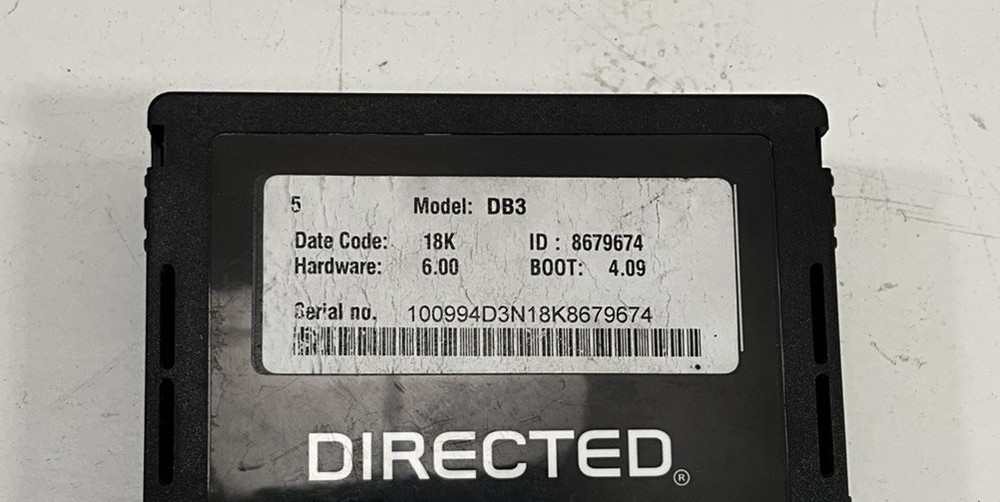 5 Model: DB3
Date Code: 18K ID : 8679674
Hardware: 6.00 BOOT: 4.09
Serial no. 100994D3N18K8679674
DIRECTED®